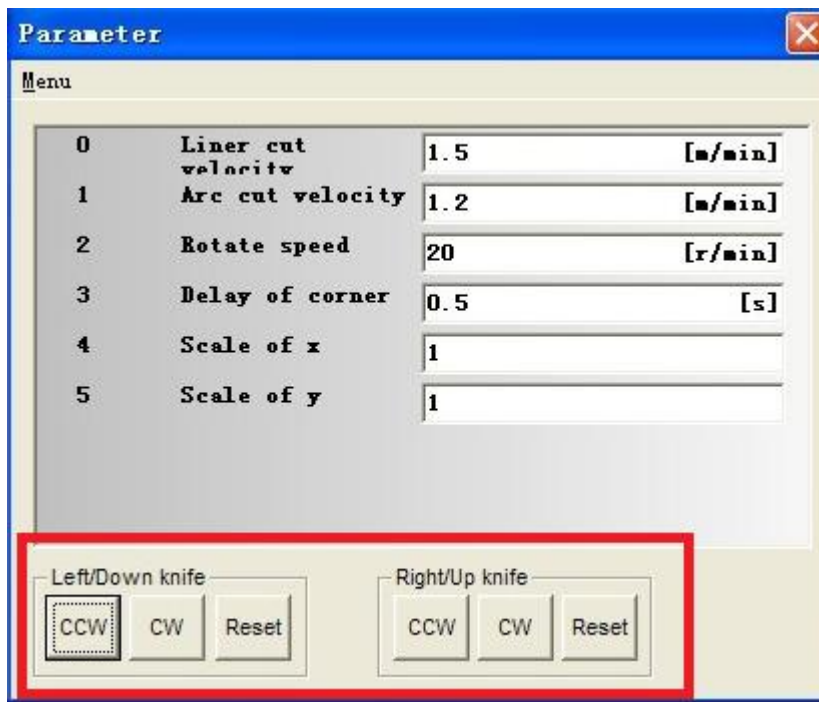 Parameter
Menu
0 Liner cut velocity 1.5 [m/min]
1 Arc cut velocity 1.2 [m/min]
2 Rotate speed 20 [r/min]
3 Delay of corner 0.5 [s]
4 Scale of x 1
5 Scale of y 1
Left/Down knife Right/Up knife
CCW CW Reset CCW CW Reset